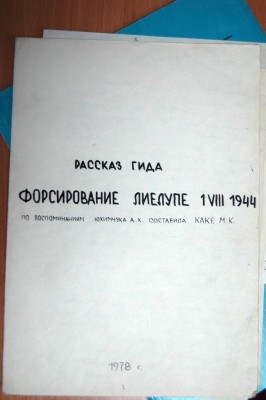 РАССКАЗ ГИДА
ФОРСИРОВАНИЕ ЛИЕЛУПЕ 1 VIII 1944
ПО ВОСПОМИНАНИЯМ ЮХИМЧУКА А.Х. СОСТАВИЛА КАКЕ М.К.
1978 г.